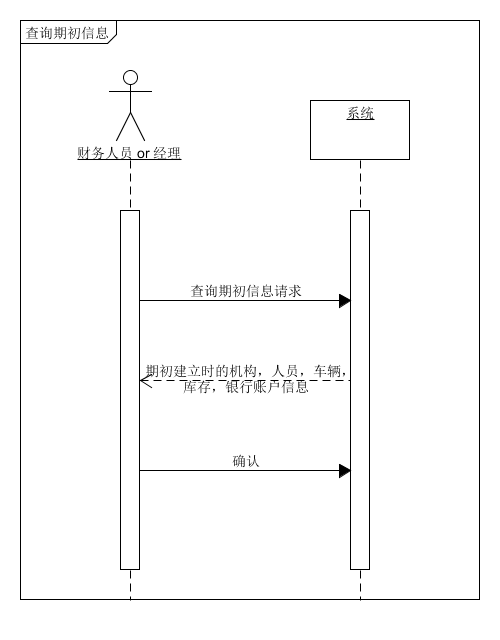 查询期初信息
系统
财务人员 or 经理
查询期初信息请求
期初建立时的机构，人员，车辆，
库存，银行账户信息
确认